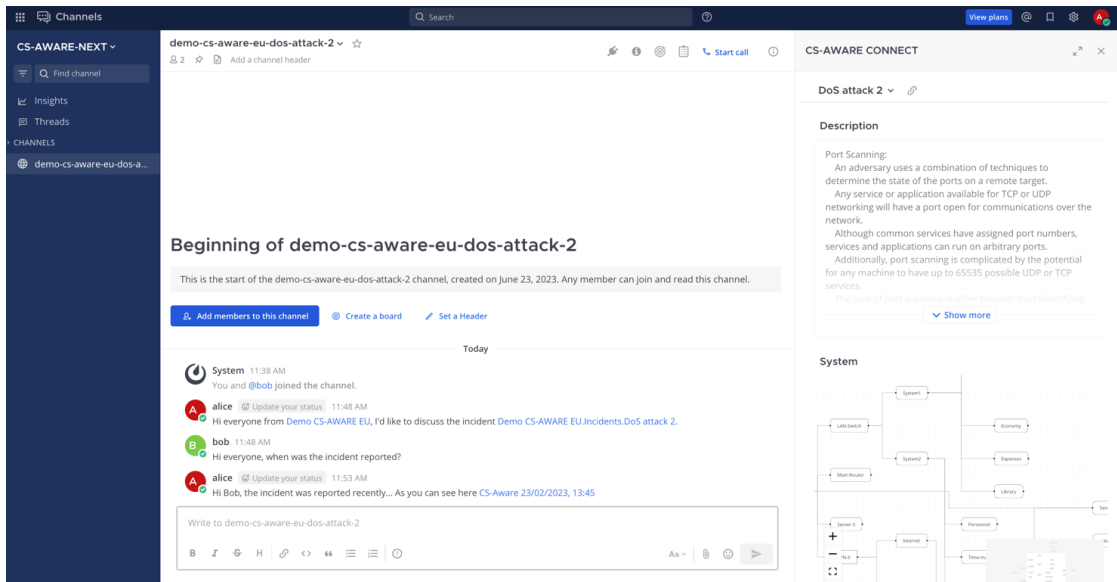 Channels
Search
View plans
A
CS-AWARE-NEXT
Find channel
Insights
Threads
CHANNELS
demo-cs-aware-eu-dos-a...
demo-cs-aware-eu-dos-attack-2
2
Add a channel header
Start call
Beginning of demo-cs-aware-eu-dos-attack-2
This is the start of the demo-cs-aware-eu-dos-attack-2 channel, created on June 23, 2023. Any member can join and read this channel.
Add members to this channel
Create a board
Set a Header
Today
System 11:38 AM
You and @bob joined the channel.
A
alice Update your status 11:48 AM
Hi everyone from Demo CS-AWARE EU, I'd like to discuss the incident Demo CS-AWARE EU.Incidents.DoS attack 2.
B
bob 11:48 AM
Hi everyone, when was the incident reported?
A
alice Update your status 11:53 AM
Hi Bob, the incident was reported recently... As you can see here CS-Aware 23/02/2023, 13:45
Write to demo-cs-aware-eu-dos-attack-2
B I S H
Aa
CS-AWARE CONNECT
DoS attack 2
Description
Port Scanning:
An adversary uses a combination of techniques to
determine the state of the ports on a remote target.
Any service or application available for TCP or UDP
networking will have a port open for communications over the
network.
Although common services have assigned port numbers,
services and applications can run on arbitrary ports.
Additionally, port scanning is complicated by the potential
for any machine to have up to 65535 possible UDP or TCP
services.
The goal of port scanning is often broader than identifying
Show more
System
System1
LAN-Switch
Economy
System2
Expenses
Main-Router
Library
Server-3
Personnel
Internet